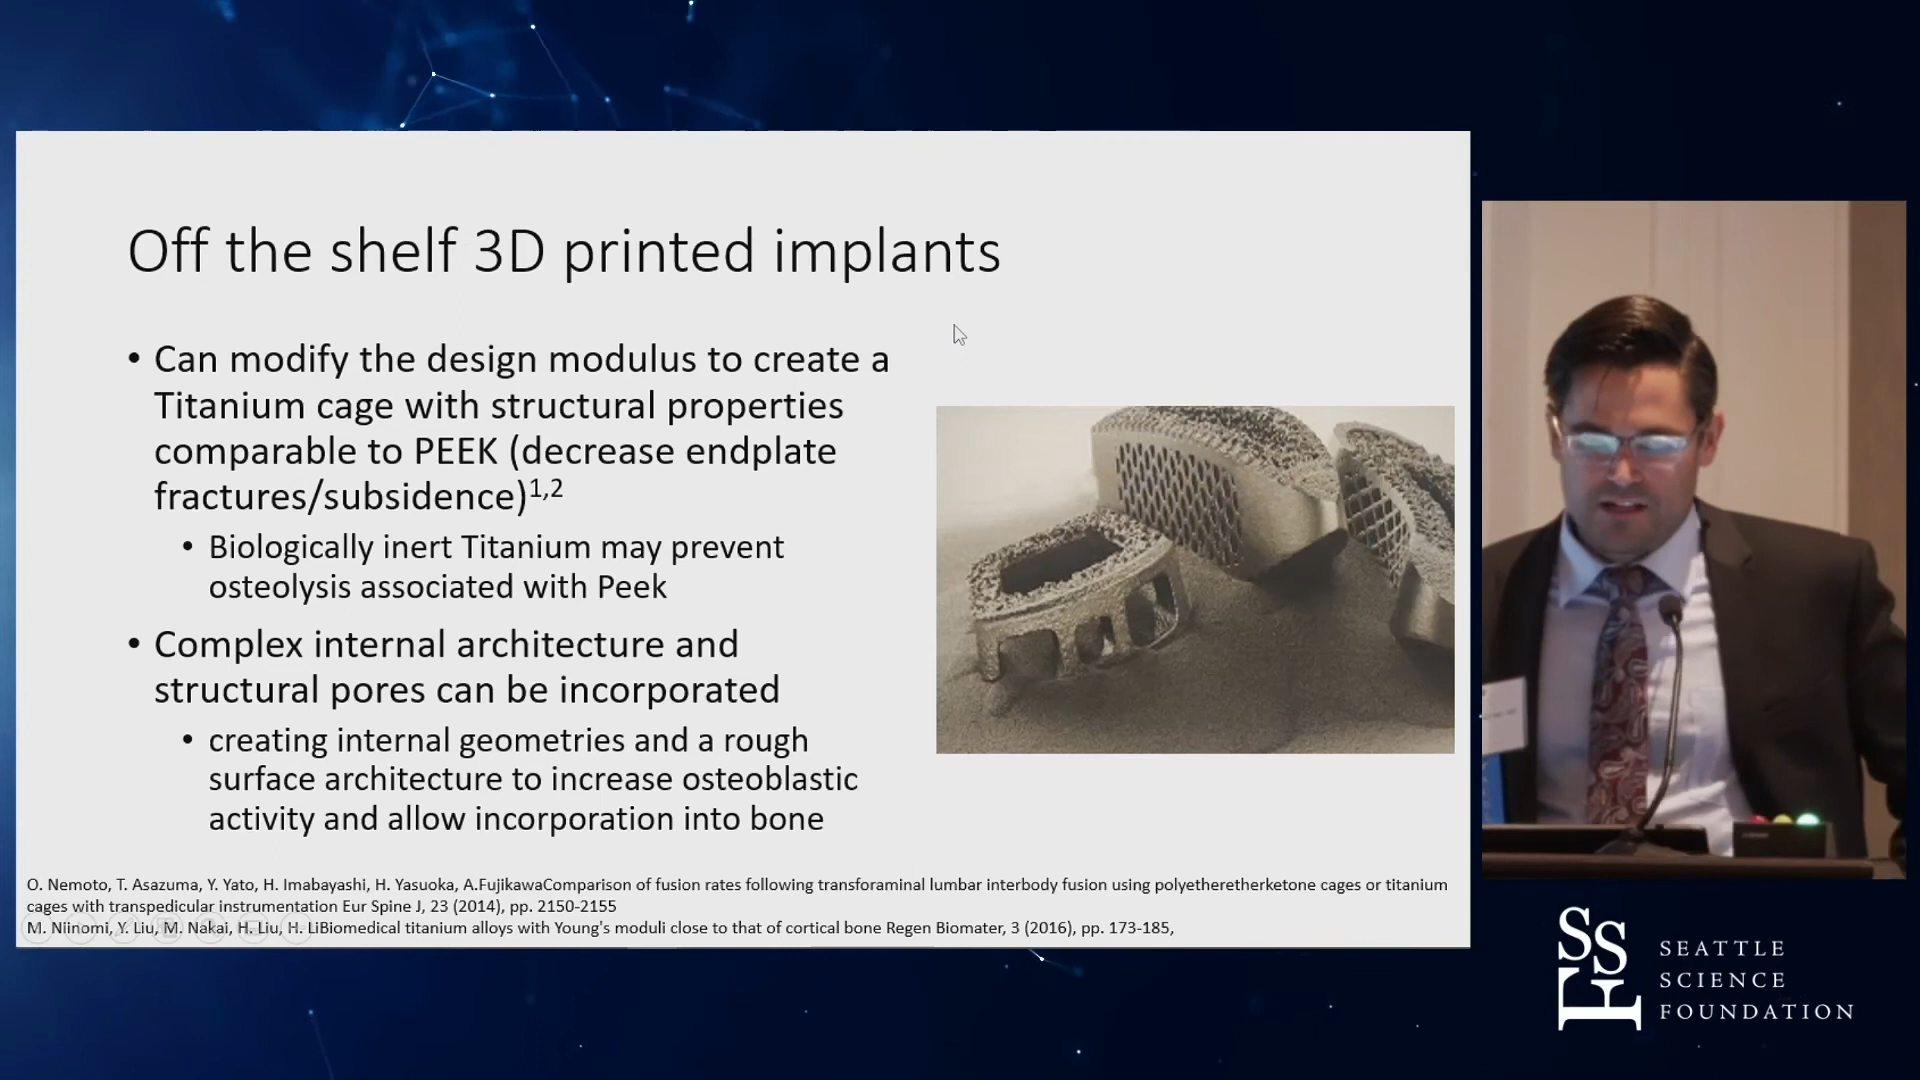 Off the shelf 3D printed implants
• Can modify the design modulus to create a
Titanium cage with structural properties
comparable to PEEK (decrease endplate
fractures/subsidence)1,2
• Biologically inert Titanium may prevent
osteolysis associated with Peek
• Complex internal architecture and
structural pores can be incorporated
• creating internal geometries and a rough
surface architecture to increase osteoblastic
activity and allow incorporation into bone
O. Nemoto, T. Asazuma, Y. Yato, H. Imabayashi, H. Yasuoka, A.FujikawaComparison of fusion rates following transforaminal lumbar interbody fusion using polyetheretherketone cages or titanium
cages with transpedicular instrumentation Eur Spine J, 23 (2014), pp. 2150-2155
M. Niinomi, Y. Liu, M. Nakai, H. Liu, H. LiBiomedical titanium alloys with Young's moduli close to that of cortical bone Regen Biomater, 3 (2016), pp. 173-185,
SSF
SEATTLE
SCIENCE
FOUNDATION